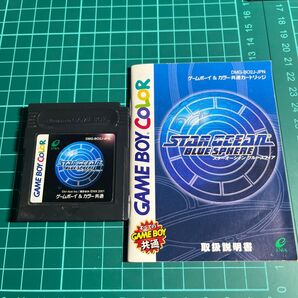 GAME BOY COLOR
STAR OCEAN
BLUE SPHERE
ゲームボーイ&カラー共通
DMG-BO2J-JPN
ゲームボーイ&カラー共通カートリッジ
GAME BOY COLOR
STAR OCEAN
BLUE SPHERE
スターオーシャン ブルースフィア
GAME BOY
共通
取扱説明書
ENIX